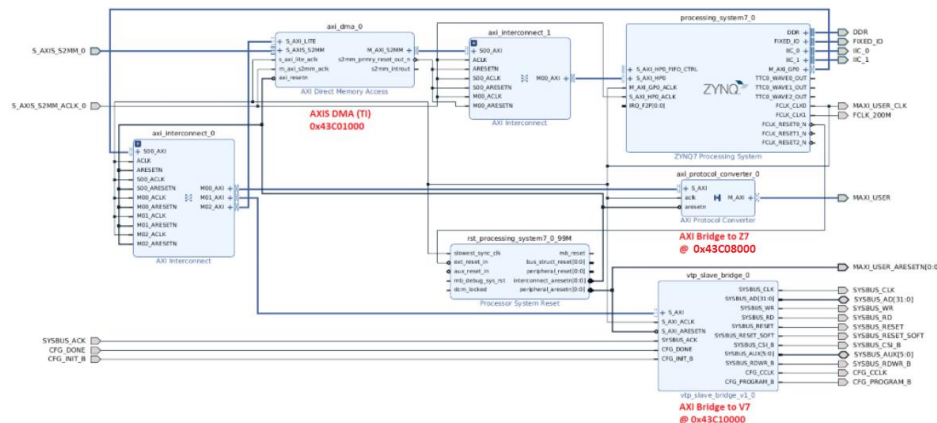 S_AXIS_S2MM_0
S_AXIS_S2MM_ACLK_0
axi_dma_0
S_AXI_LITE
S_AXIS_S2MM
s_axi_lite_aclk
m_axi_s2mm_aclk
axi_resetn
M_AXI_S2MM
s2mm_prmry_reset_out_n
s2mm_introut
AXI Direct Memory Access
AXIS DMA (TI)
0x43C01000
axi_interconnect_1
S00_AXI
ACLK
ARESETN
S00_ACLK
S00_ARESETN
M00_ACLK
M00_ARESETN
M00_AXI
AXI Interconnect
processing_system7_0
S_AXI_HP0_FIFO_CTRL
S_AXI_HP0
M_AXI_GP0_ACLK
S_AXI_HP0_ACLK
IRQ_F2P[0:0]
ZYNQ
DDR
FIXED_IO
IIC_0
IIC_1
M_AXI_GP0
TTC0_WAVE0_OUT
TTC0_WAVE1_OUT
TTC0_WAVE2_OUT
FCLK_CLK0
FCLK_CLK1
FCLK_RESET0_N
FCLK_RESET1_N
FCLK_RESET2_N
ZYNQ7 Processing System
DDR
FIXED_IO
IIC_0
IIC_1
MAXI_USER_CLK
FCLK_200M
axi_interconnect_0
S00_AXI
ACLK
ARESETN
S00_ACLK
S00_ARESETN
M00_ACLK
M00_ARESETN
M01_ACLK
M01_ARESETN
M02_ACLK
M02_ARESETN
M00_AXI
M01_AXI
M02_AXI
AXI Interconnect
axi_protocol_converter_0
S_AXI
aclk
aresetn
M_AXI
AXI Protocol Converter
MAXI_USER
AXI Bridge to Z7
@ 0x43C08000
rst_processing_system7_0_99M
slowest_sync_clk
ext_reset_in
aux_reset_in
mb_debug_sys_rst
dcm_locked
mb_reset
bus_struct_reset[0:0]
peripheral_reset[0:0]
interconnect_aresetn[0:0]
peripheral_aresetn[0:0]
Processor System Reset
MAXI_USER_ARESETN[0:0
vtp_slave_bridge_0
S_AXI
S_AXI_ACLK
S_AXI_ARESETN
SYSBUS_ACK
CFG_DONE
CFG_INIT_B
SYSBUS_CLK
SYSBUS_AD[31:0]
SYSBUS_WR
SYSBUS_RD
SYSBUS_RESET
SYSBUS_RESET_SOFT
SYSBUS_CSI_B
SYSBUS_AUX[5:0]
SYSBUS_RDWR_B
CFG_CCLK
CFG_PROGRAM_B
vtp_slave_bridge_v1_0
SYSBUS_CLK
SYSBUS_AD[31:0]
SYSBUS_WR
SYSBUS_RD
SYSBUS_RESET
SYSBUS_RESET_SOFT
SYSBUS_CSI_B
SYSBUS_AUX[5:0]
SYSBUS_RDWR_B
CFG_CCLK
CFG_PROGRAM_B
SYSBUS_ACK
CFG_DONE
CFG_INIT_B
AXI Bridge to V7
@ 0x43C10000